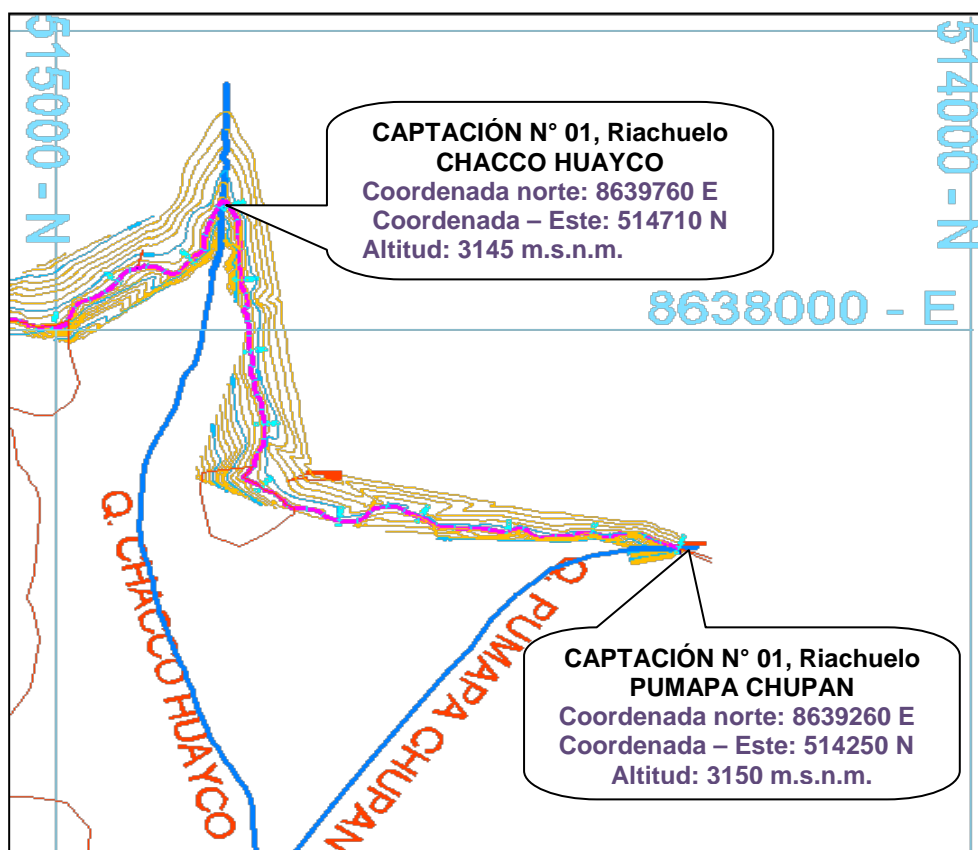 515000 - N
514000 - N
CAPTACIÓN N° 01, Riachuelo
CHACCO HUAYCO
Coordenada norte: 8639760 E
Coordenada – Este: 514710 N
Altitud: 3145 m.s.n.m.
8638000 - E
Q. CHACCO HUAYCO
Q. PUMAPA CHUPAN
CAPTACIÓN N° 01, Riachuelo
PUMAPA CHUPAN
Coordenada norte: 8639260 E
Coordenada – Este: 514250 N
Altitud: 3150 m.s.n.m.